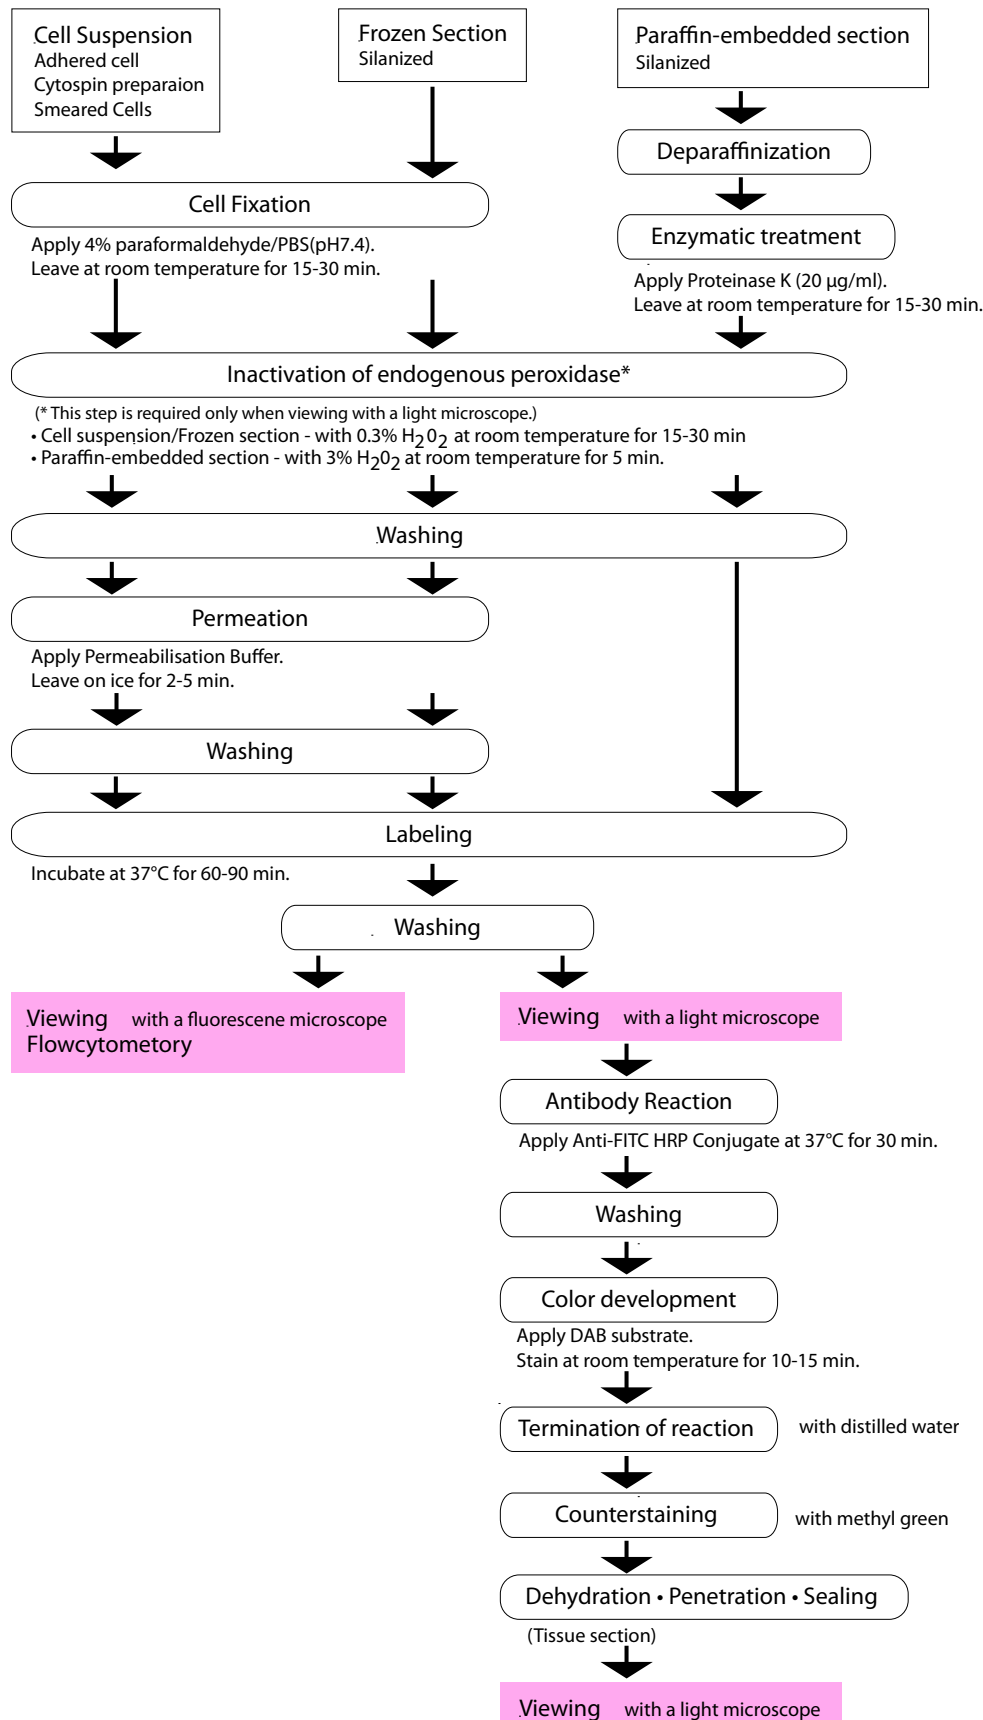 Cell Suspension
Adhered cell
Cytospin preparaion
Smeared Cells
Frozen Section
Silanized
Paraffin-embedded section
Silanized
Deparaffinization
Cell Fixation
Apply 4% paraformaldehyde/PBS(pH7.4).
Leave at room temperature for 15-30 min.
Enzymatic treatment
Apply Proteinase K (20 µg/ml).
Leave at room temperature for 15-30 min.
Inactivation of endogenous peroxidase*
(* This step is required only when viewing with a light microscope.)
• Cell suspension/Frozen section - with 0.3% H₂0₂ at room temperature for 15-30 min
• Paraffin-embedded section - with 3% H₂0₂ at room temperature for 5 min.
Washing
Permeation
Apply Permeabilisation Buffer.
Leave on ice for 2-5 min.
Washing
Labeling
Incubate at 37°C for 60-90 min.
Washing
Viewing with a fluorescene microscope
Flowcytometory
Viewing with a light microscope
Antibody Reaction
Apply Anti-FITC HRP Conjugate at 37°C for 30 min.
Washing
Color development
Apply DAB substrate.
Stain at room temperature for 10-15 min.
Termination of reaction with distilled water
Counterstaining with methyl green
Dehydration • Penetration • Sealing
(Tissue section)
Viewing with a light microscope